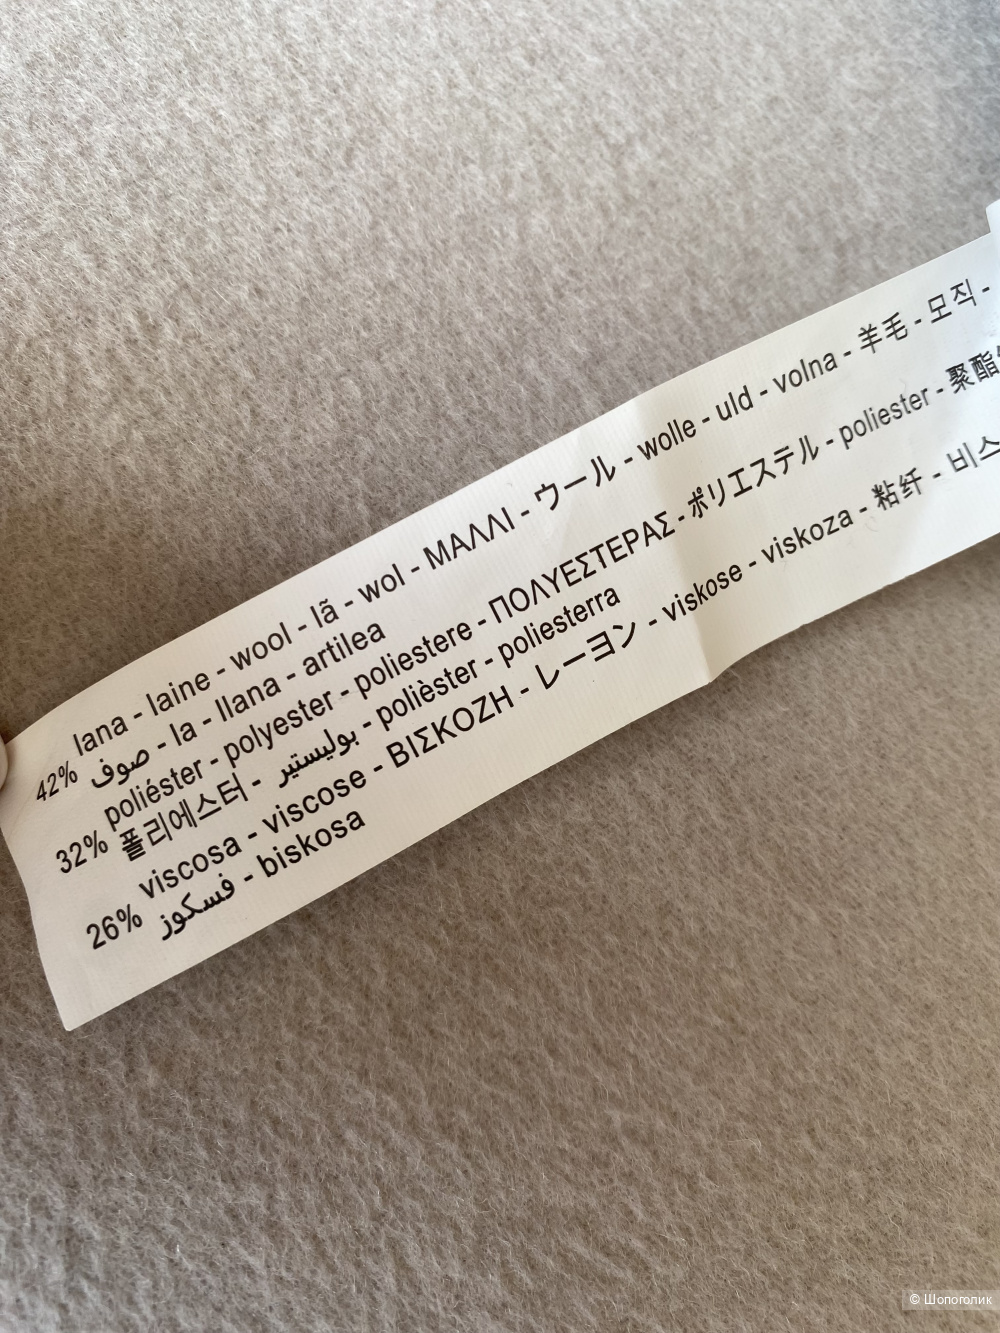 42% lana - laine - wool - lã - wol - ΜΑΛΛΙ - ウール - wolle - uld - volna - 羊毛 - 모직 -
صوف - la - llana - artilea
32% poliéster - polyester - poliestere - ΠΟΛΥΕΣΤΕΡΑΣ - ポリエステル - poliester - 聚酯
폴리에스터 - بوليستير - polièster - poliesterra
26% viscosa - viscose - ΒΙΣΚΟΖΗ - レーヨン - viskose - viskoza - 粘纤 - 비스
فسكوز - biskosa
© Шопоголик